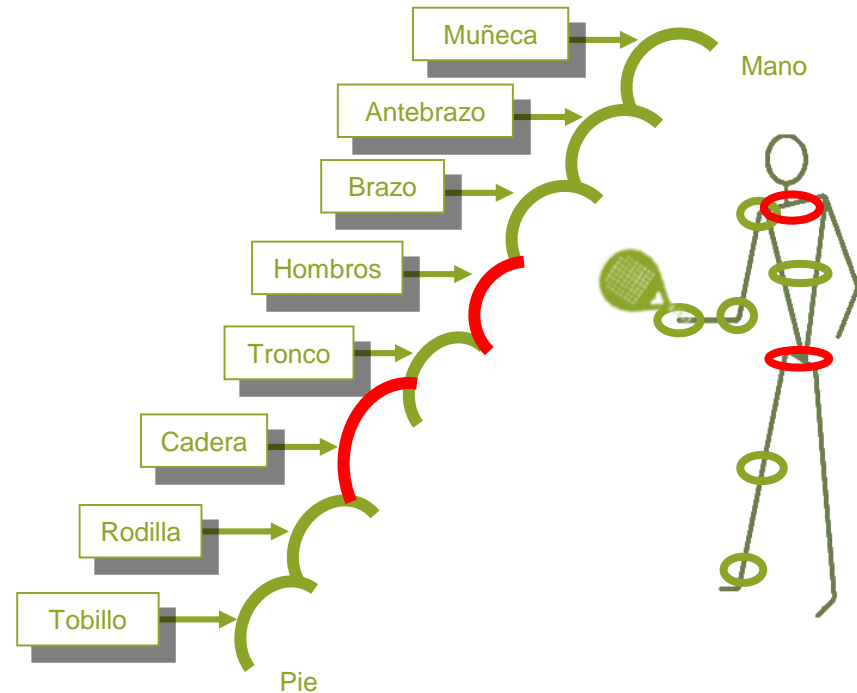 Muñeca
Mano
Antebrazo
Brazo
Hombros
Tronco
Cadera
Rodilla
Tobillo
Pie